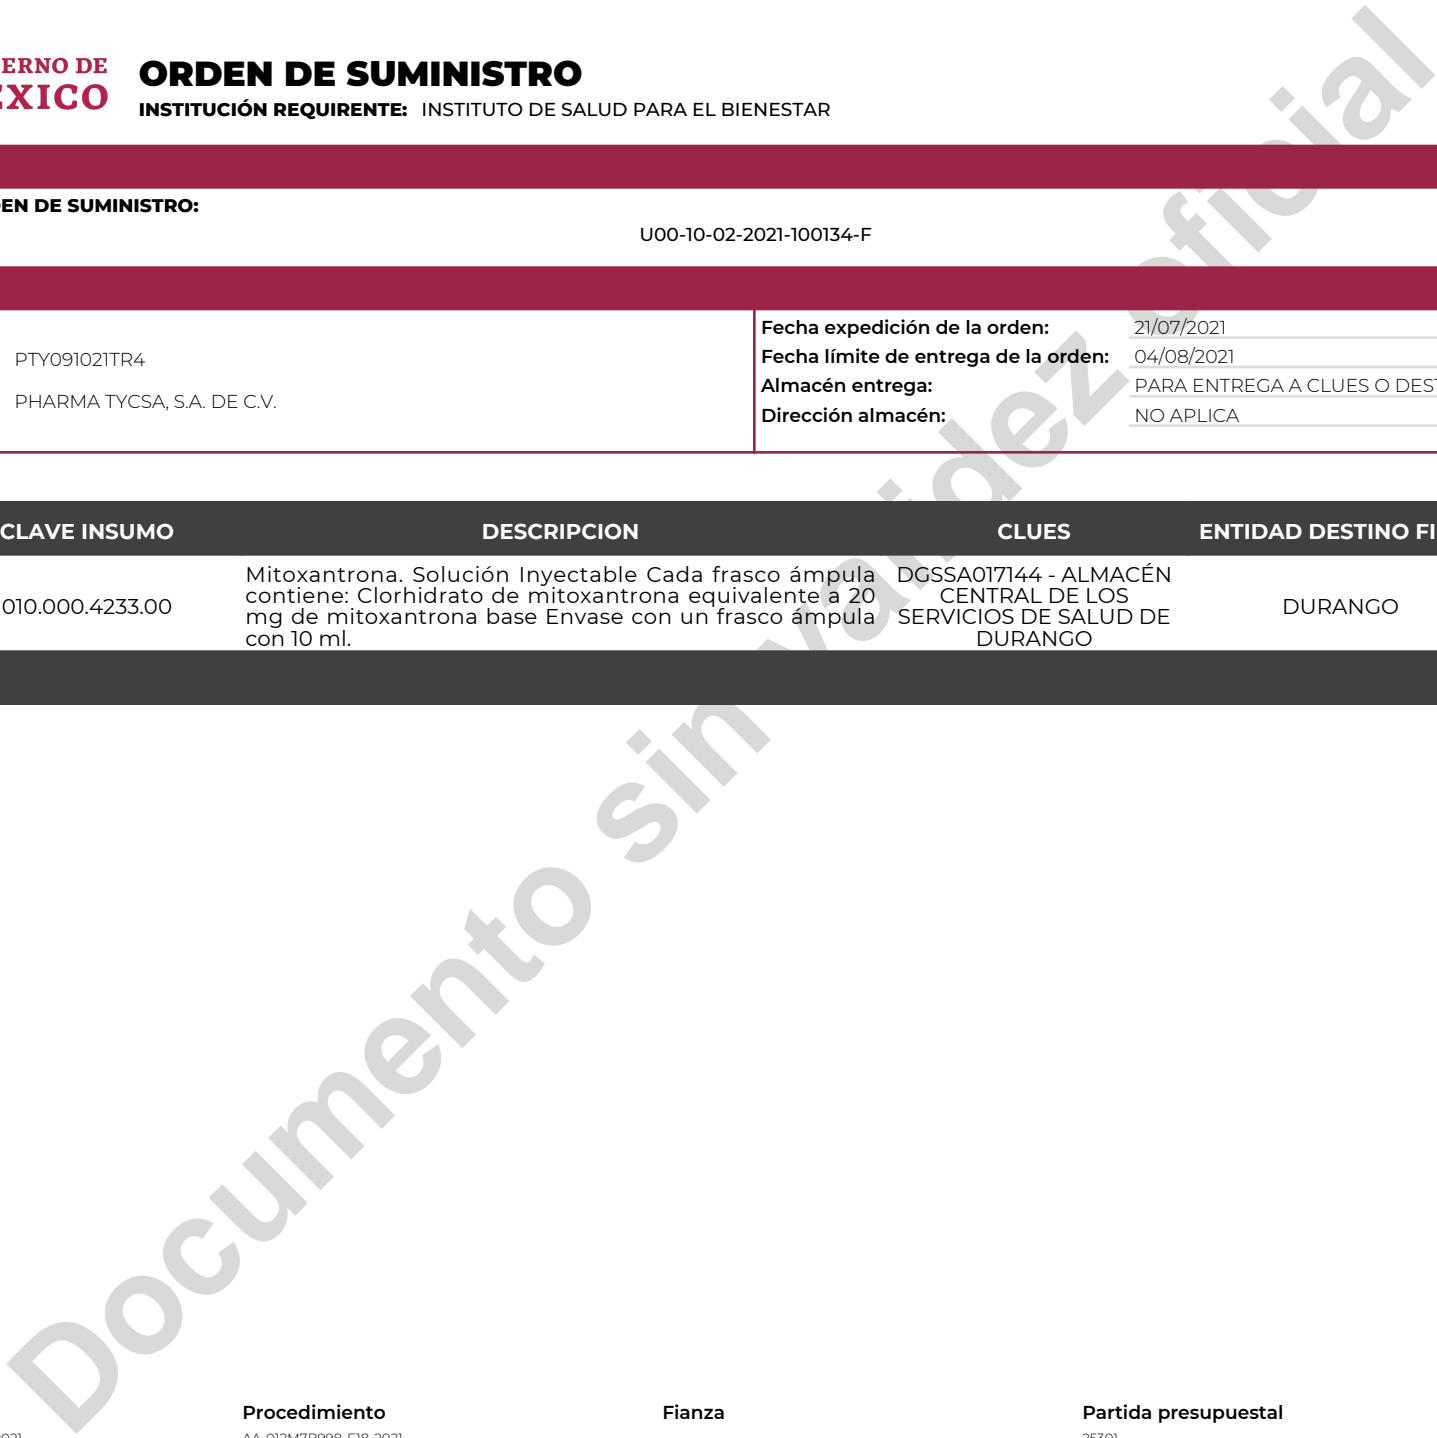 ERNO DE
XICO
ORDEN DE SUMINISTRO
INSTITUCIÓN REQUIRENTE: INSTITUTO DE SALUD PARA EL BIENESTAR
EN DE SUMINISTRO:
U00-10-02-2021-100134-F
PTY091021TR4
PHARMA TYCSA, S.A. DE C.V.
Fecha expedición de la orden: 21/07/2021
Fecha límite de entrega de la orden: 04/08/2021
Almacén entrega: PARA ENTREGA A CLUES O DEST
Dirección almacén: NO APLICA
CLAVE INSUMO DESCRIPCION CLUES ENTIDAD DESTINO FI
010.000.4233.00
Mitoxantrona. Solución Inyectable Cada frasco ámpula
contiene: Clorhidrato de mitoxantrona equivalente a 20
mg de mitoxantrona base Envase con un frasco ámpula
con 10 ml.
DGSSA017144 - ALMACÉN
CENTRAL DE LOS
SERVICIOS DE SALUD DE
DURANGO
DURANGO
Documento sin validez oficial
Procedimiento Fianza Partida presupuestal